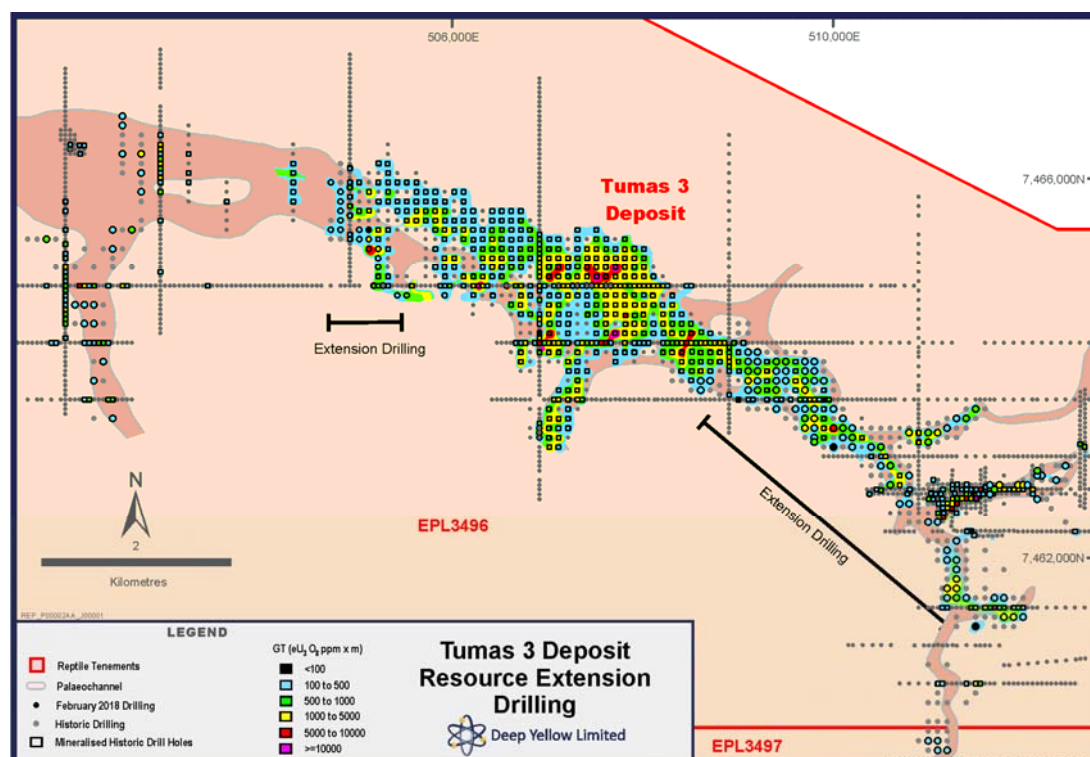 506,000E
510,000E
7,466,000N
Tumas 3
Deposit
Extension Drilling
Extension Drilling
EPL3496
7,462,000N
N
2
Kilometres
REP_P00002AA_J00001
LEGEND
Reptile Tenements
Palaeochannel
February 2018 Drilling
Historic Drilling
Mineralised Historic Drill Holes
GT (eU3 O8 ppm x m)
<100
100 to 500
500 to 1000
1000 to 5000
5000 to 10000
>=10000
Tumas 3 Deposit
Resource Extension
Drilling
Deep Yellow Limited
EPL3497